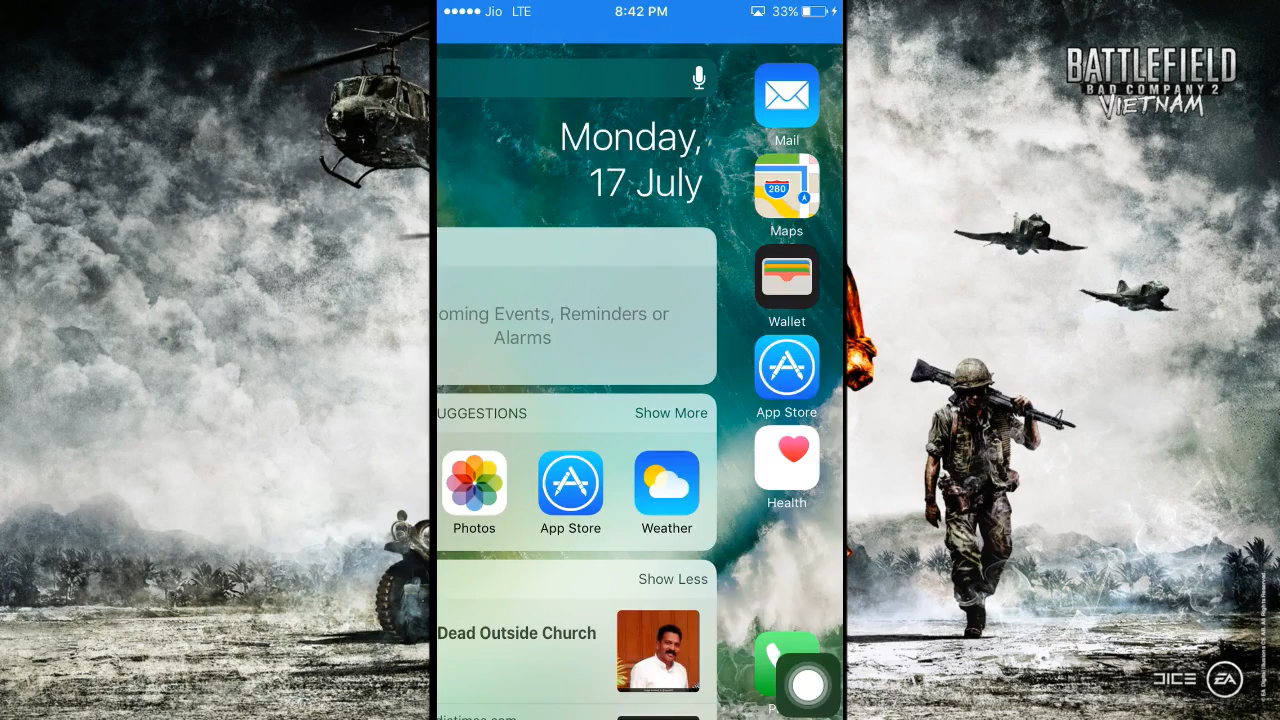 Jio LTE 8:42 PM 33%
Monday,
17 July
oming Events, Reminders or
Alarms
UGGESTIONS Show More
Photos
App Store
Weather
Show Less
Dead Outside Church
Mail
280
Maps
Wallet
App Store
Health
BATTLEFIELD
BAD COMPANY 2
VIETNAM
DICE
EA